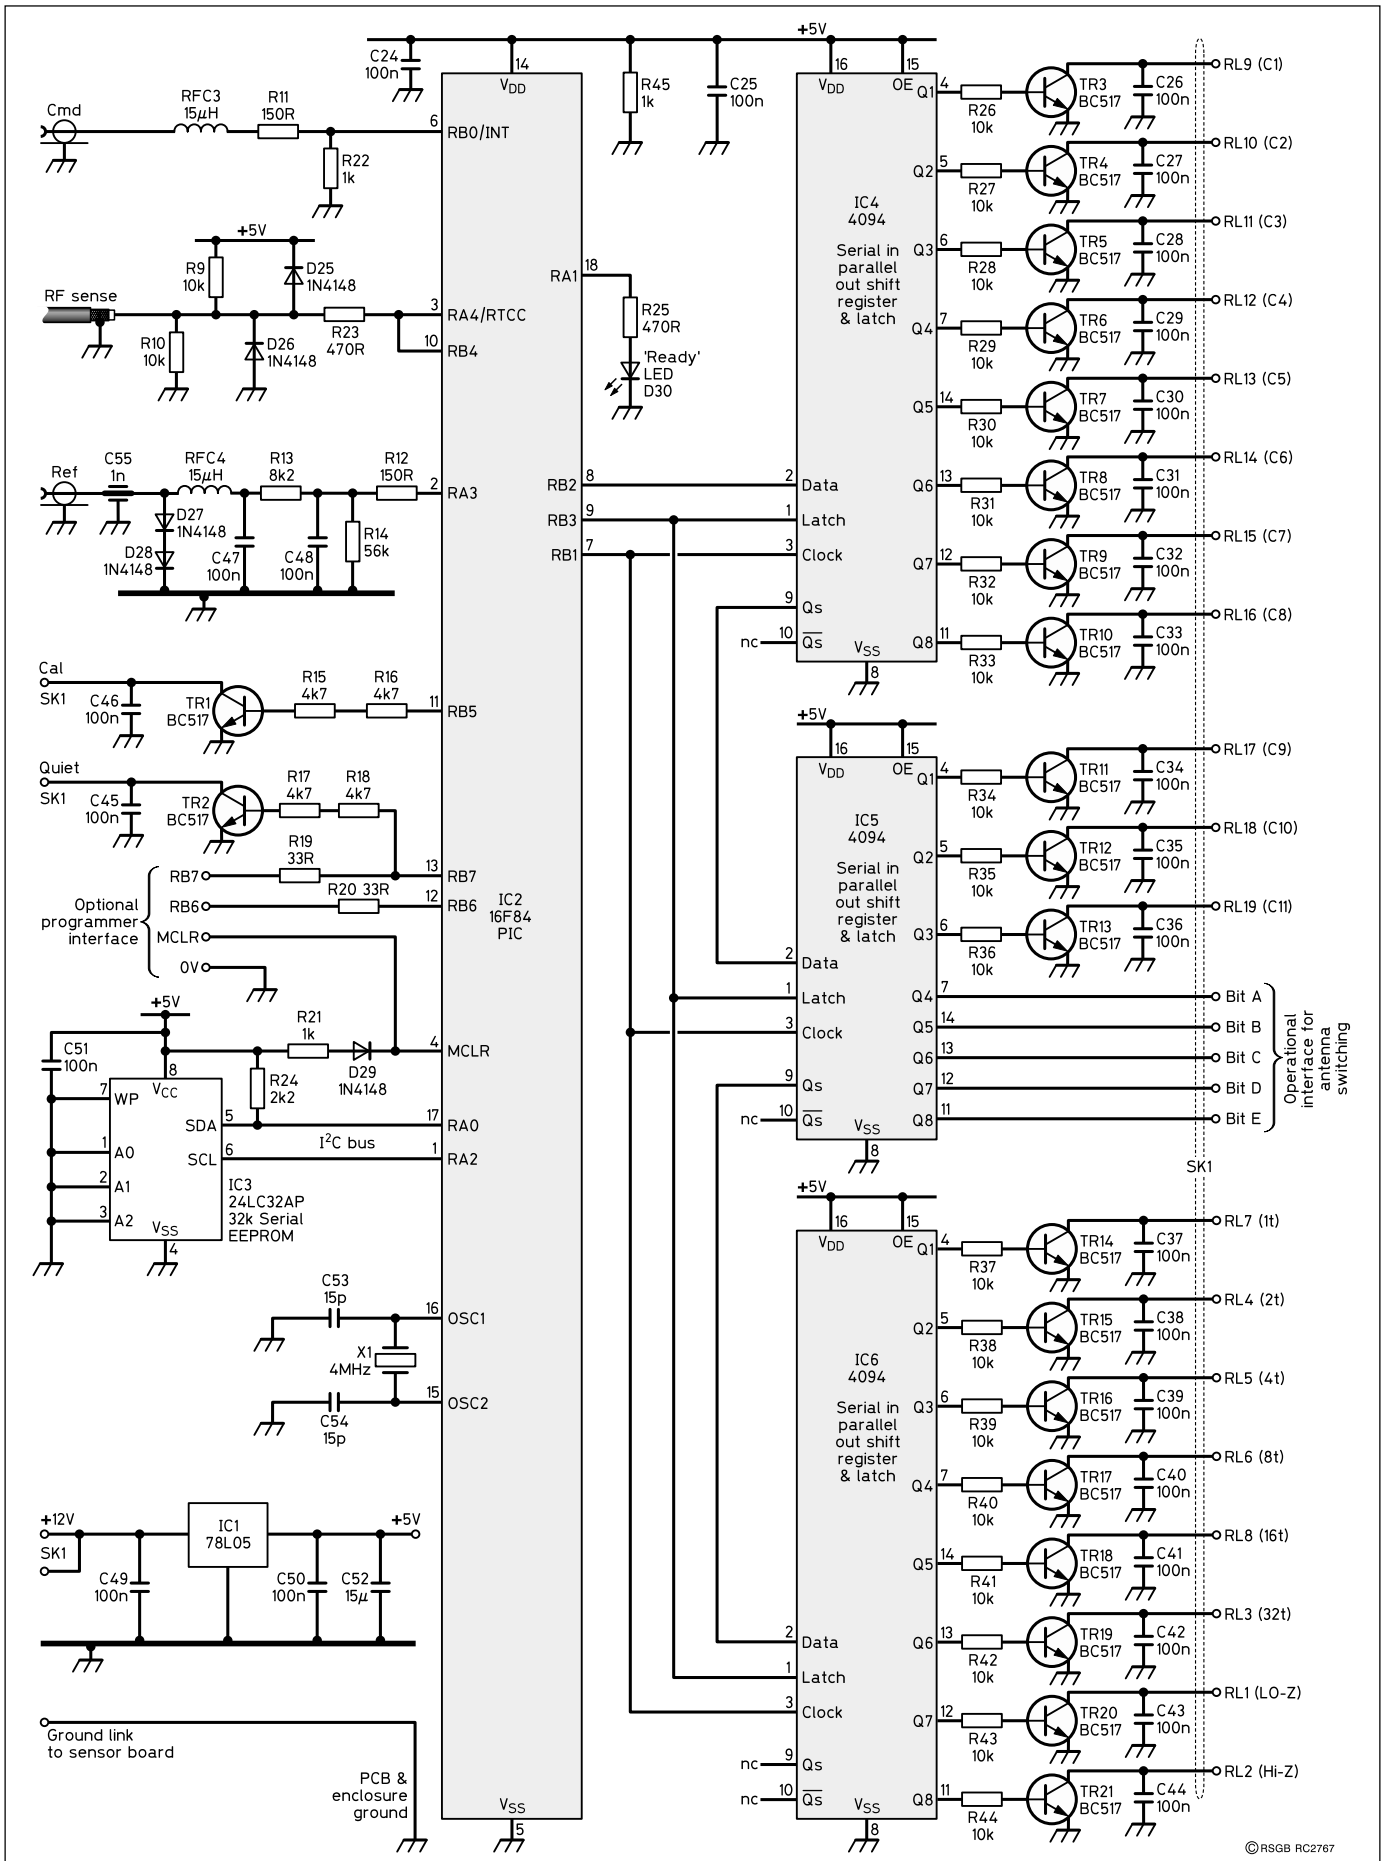 +5V
C24
100n
14
VDD
R45
1k
C25
100n
Cmd
RFC3
15µH
R11
150R
6
RB0/INT
R22
1k
+5V
R9
10k
D25
1N4148
RF sense
R10
10k
D26
1N4148
R23
470R
3
RA4/RTCC
10
RB4
RA1
18
R25
470R
'Ready'
LED
D30
Ref
C55
1n
RFC4
15µH
R13
8k2
R12
150R
2
RA3
D27
1N4148
D28
1N4148
C47
100n
C48
100n
R14
56k
RB2
8
RB3
9
RB1
7
Cal
SK1
C46
100n
TR1
BC517
R15
4k7
R16
4k7
11
RB5
Quiet
SK1
C45
100n
TR2
BC517
R17
4k7
R18
4k7
R19
33R
13
RB7
R20 33R
12
RB6
Optional
programmer
interface
RB7
RB6
MCLR
0V
IC2
16F84
PIC
+5V
C51
100n
8
VCC
R21
1k
D29
1N4148
4
MCLR
R24
2k2
7
WP
1
A0
2
A1
3
A2
SDA
5
SCL
6
I2C bus
17
RA0
1
RA2
VSS
4
IC3
24LC32AP
32k Serial
EEPROM
C53
15p
16
OSC1
X1
4MHz
15
OSC2
C54
15p
+12V
SK1
IC1
78L05
+5V
C49
100n
C50
100n
C52
15µ
Ground link
to sensor board
PCB &
enclosure
ground
VSS
5
16
VDD
15
OE
IC4
4094
Serial in
parallel
out shift
register
& latch
2
Data
1
Latch
3
Clock
9
Qs
nc
10
Qs
VSS
8
Q1
4
R26
10k
TR3
BC517
C26
100n
RL9 (C1)
Q2
5
R27
10k
TR4
BC517
C27
100n
RL10 (C2)
Q3
6
R28
10k
TR5
BC517
C28
100n
RL11 (C3)
Q4
7
R29
10k
TR6
BC517
C29
100n
RL12 (C4)
Q5
14
R30
10k
TR7
BC517
C30
100n
RL13 (C5)
Q6
13
R31
10k
TR8
BC517
C31
100n
RL14 (C6)
Q7
12
R32
10k
TR9
BC517
C32
100n
RL15 (C7)
Q8
11
R33
10k
TR10
BC517
C33
100n
RL16 (C8)
+5V
16
VDD
15
OE
IC5
4094
Serial in
parallel
out shift
register
& latch
2
Data
1
Latch
3
Clock
9
Qs
nc
10
Qs
VSS
8
Q1
4
R34
10k
TR11
BC517
C34
100n
RL17 (C9)
Q2
5
R35
10k
TR12
BC517
C35
100n
RL18 (C10)
Q3
6
R36
10k
TR13
BC517
C36
100n
RL19 (C11)
Q4
7
Bit A
Q5
14
Bit B
Q6
13
Bit C
Q7
12
Bit D
Q8
11
Bit E
Operational
interface for
antenna
switching
SK1
+5V
16
VDD
15
OE
IC6
4094
Serial in
parallel
out shift
register
& latch
2
Data
1
Latch
3
Clock
nc
9
Qs
nc
10
Qs
VSS
8
Q1
4
R37
10k
TR14
BC517
C37
100n
RL7 (1t)
Q2
5
R38
10k
TR15
BC517
C38
100n
RL4 (2t)
Q3
6
R39
10k
TR16
BC517
C39
100n
RL5 (4t)
Q4
7
R40
10k
TR17
BC517
C40
100n
RL6 (8t)
Q5
14
R41
10k
TR18
BC517
C41
100n
RL8 (16t)
Q6
13
R42
10k
TR19
BC517
C42
100n
RL3 (32t)
Q7
12
R43
10k
TR20
BC517
C43
100n
RL1 (LO-Z)
Q8
11
R44
10k
TR21
BC517
C44
100n
RL2 (Hi-Z)
©RSGB RC2767